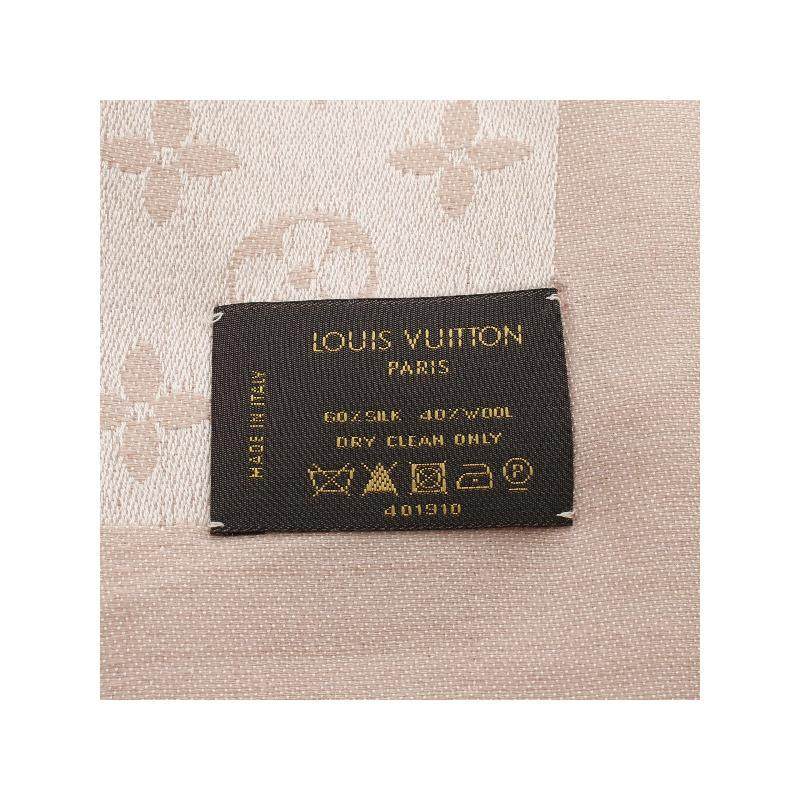 LOUIS VUITTON
PARIS
MADE IN ITALY
60% SILK 40% WOOL
DRY CLEAN ONLY
P
401910